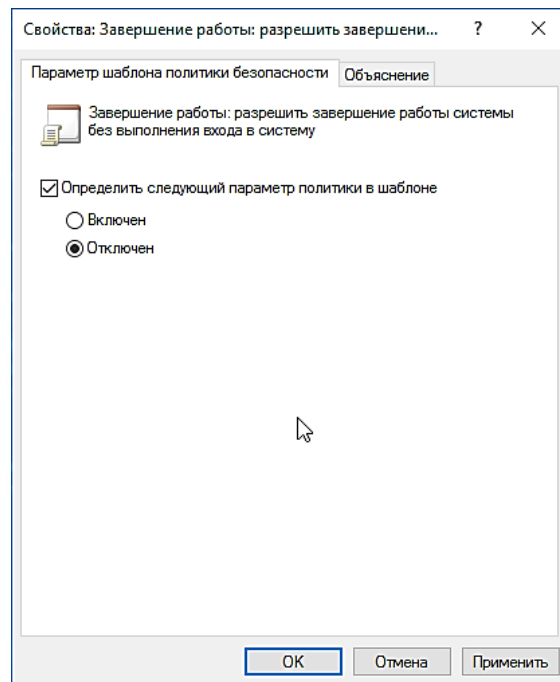 Свойства: Завершение работы: разрешить завершени... ?
Параметр шаблона политики безопасности Объяснение
Завершение работы: разрешить завершение работы системы
без выполнения входа в систему
Определить следующий параметр политики в шаблоне
Включен
Отключен
OK Отмена Применить